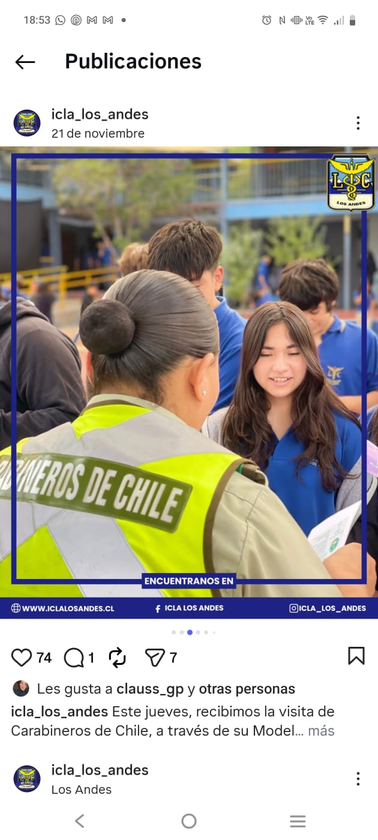 18:53
Publicaciones
icla_los_andes
21 de noviembre
L C
LOS ANDES
CARABINEROS DE CHILE
ENCUENTRANOS EN
WWW.ICLALOSANDES.CL
ICLA LOS ANDES
ICLA_LOS_ANDES
74 1 7
Les gusta a clauss_gp y otras personas
icla_los_andes Este jueves, recibimos la visita de
Carabineros de Chile, a través de su Model... más
icla_los_andes
Los Andes